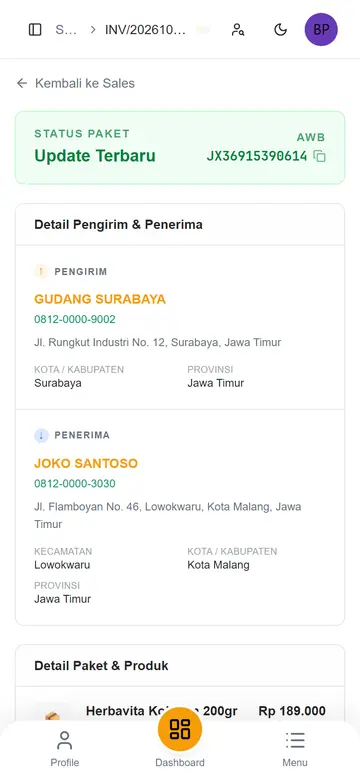 S...
INV/202610...
BP
Kembali ke Sales
STATUS PAKET
Update Terbaru
AWB
JX36915390614
Detail Pengirim & Penerima
↑ PENGIRIM
GUDANG SURABAYA
0812-0000-9002
Jl. Rungkut Industri No. 12, Surabaya, Jawa Timur
KOTA / KABUPATEN
Surabaya
PROVINSI
Jawa Timur
↓ PENERIMA
JOKO SANTOSO
0812-0000-3030
Jl. Flamboyan No. 46, Lowokwaru, Kota Malang, Jawa
Timur
KECAMATAN
Lowokwaru
KOTA / KABUPATEN
Kota Malang
PROVINSI
Jawa Timur
Detail Paket & Produk
Herbavita 200gr
Rp 189.000
Profile
Dashboard
Menu